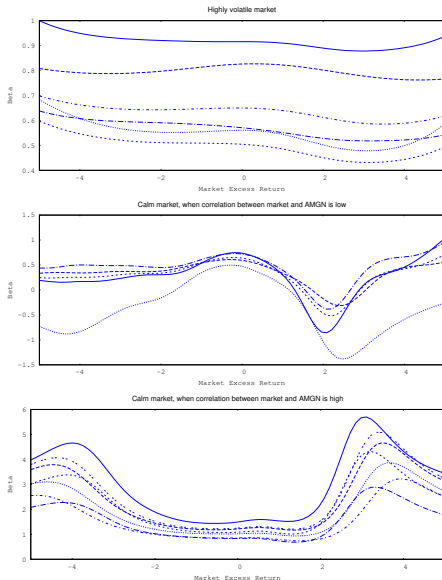 Highly volatile market
1
0.9
0.8
0.7
0.6
0.5
0.4
Beta
-4 -2 0 2 4
Market Excess Return
Calm market, when correlation between market and AMGN is low
1.5
1
0.5
0
-0.5
-1
-1.5
Beta
-4 -2 0 2 4
Market Excess Return
Calm market, when correlation between market and AMGN is high
6
5
4
3
2
1
0
Beta
-4 -2 0 2 4
Market Excess Return